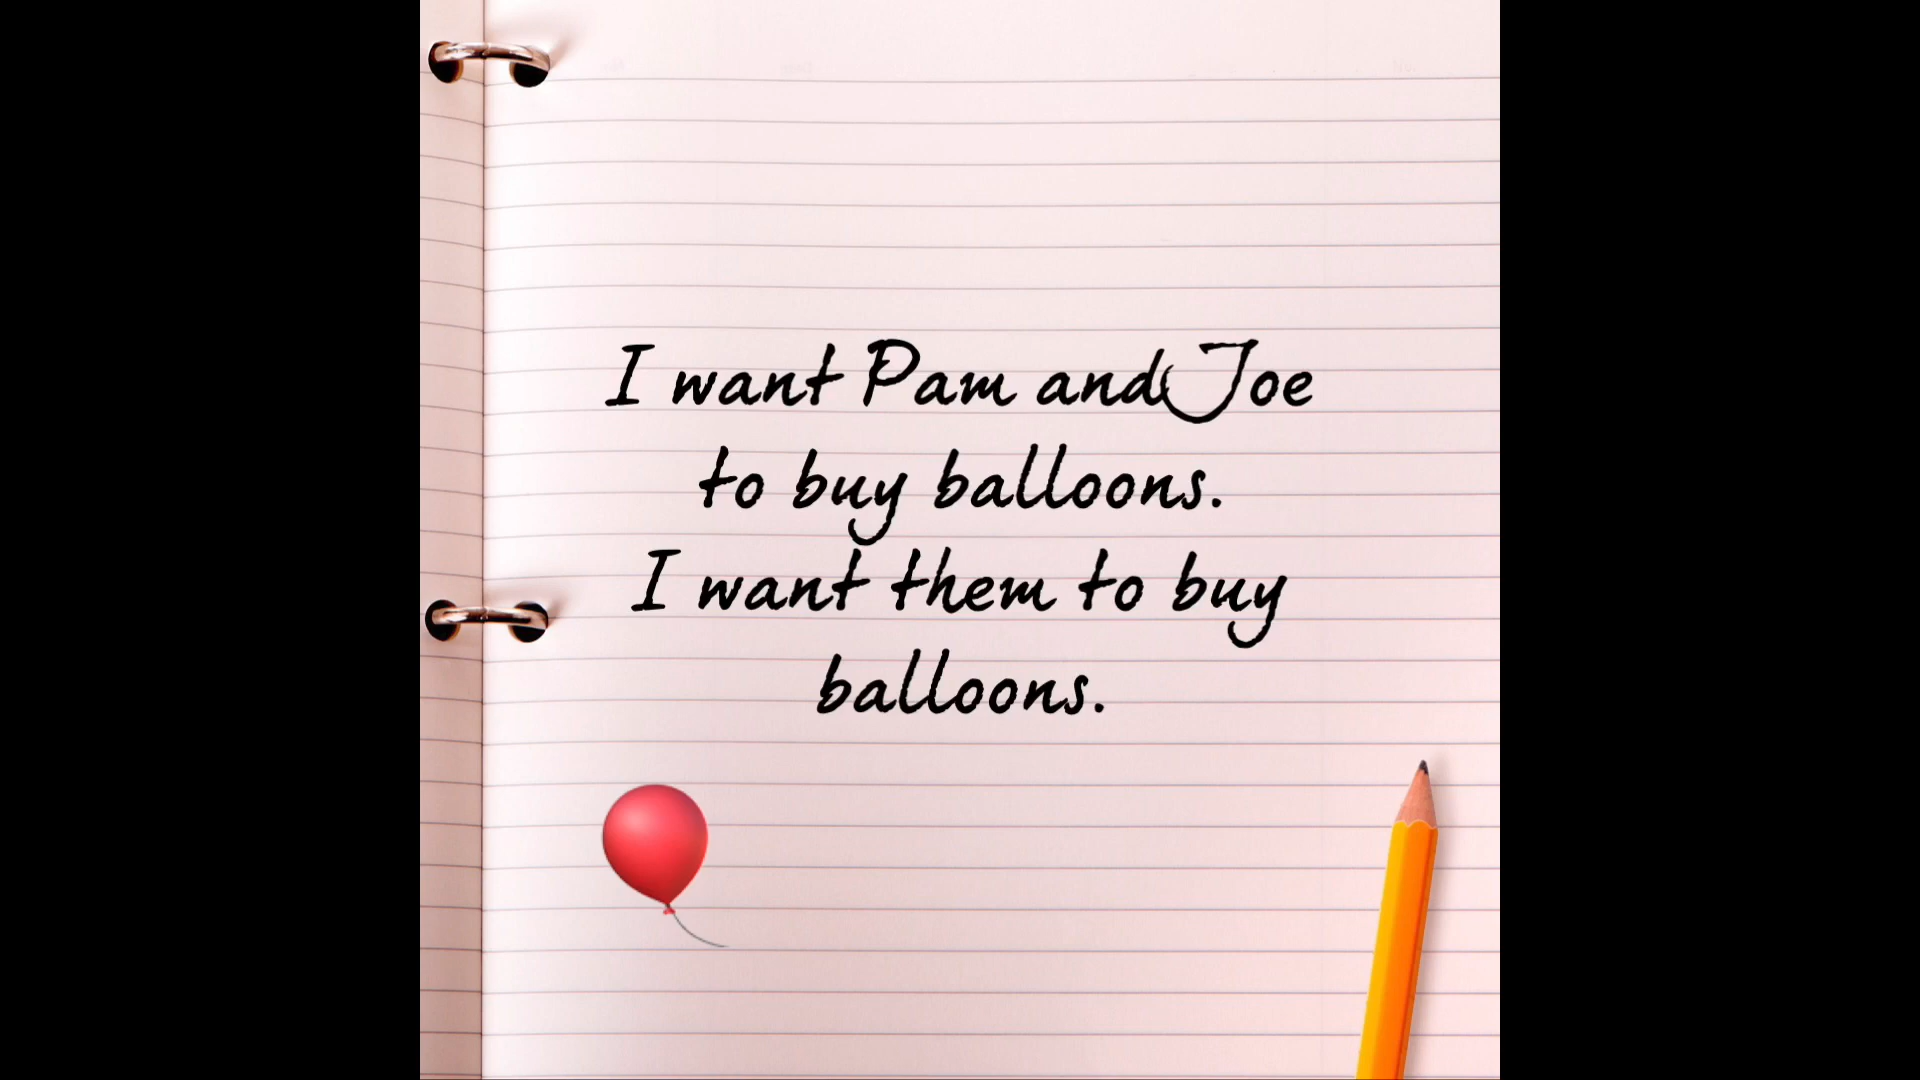 I want Pam and Joe
to buy balloons.
I want them to buy
balloons.